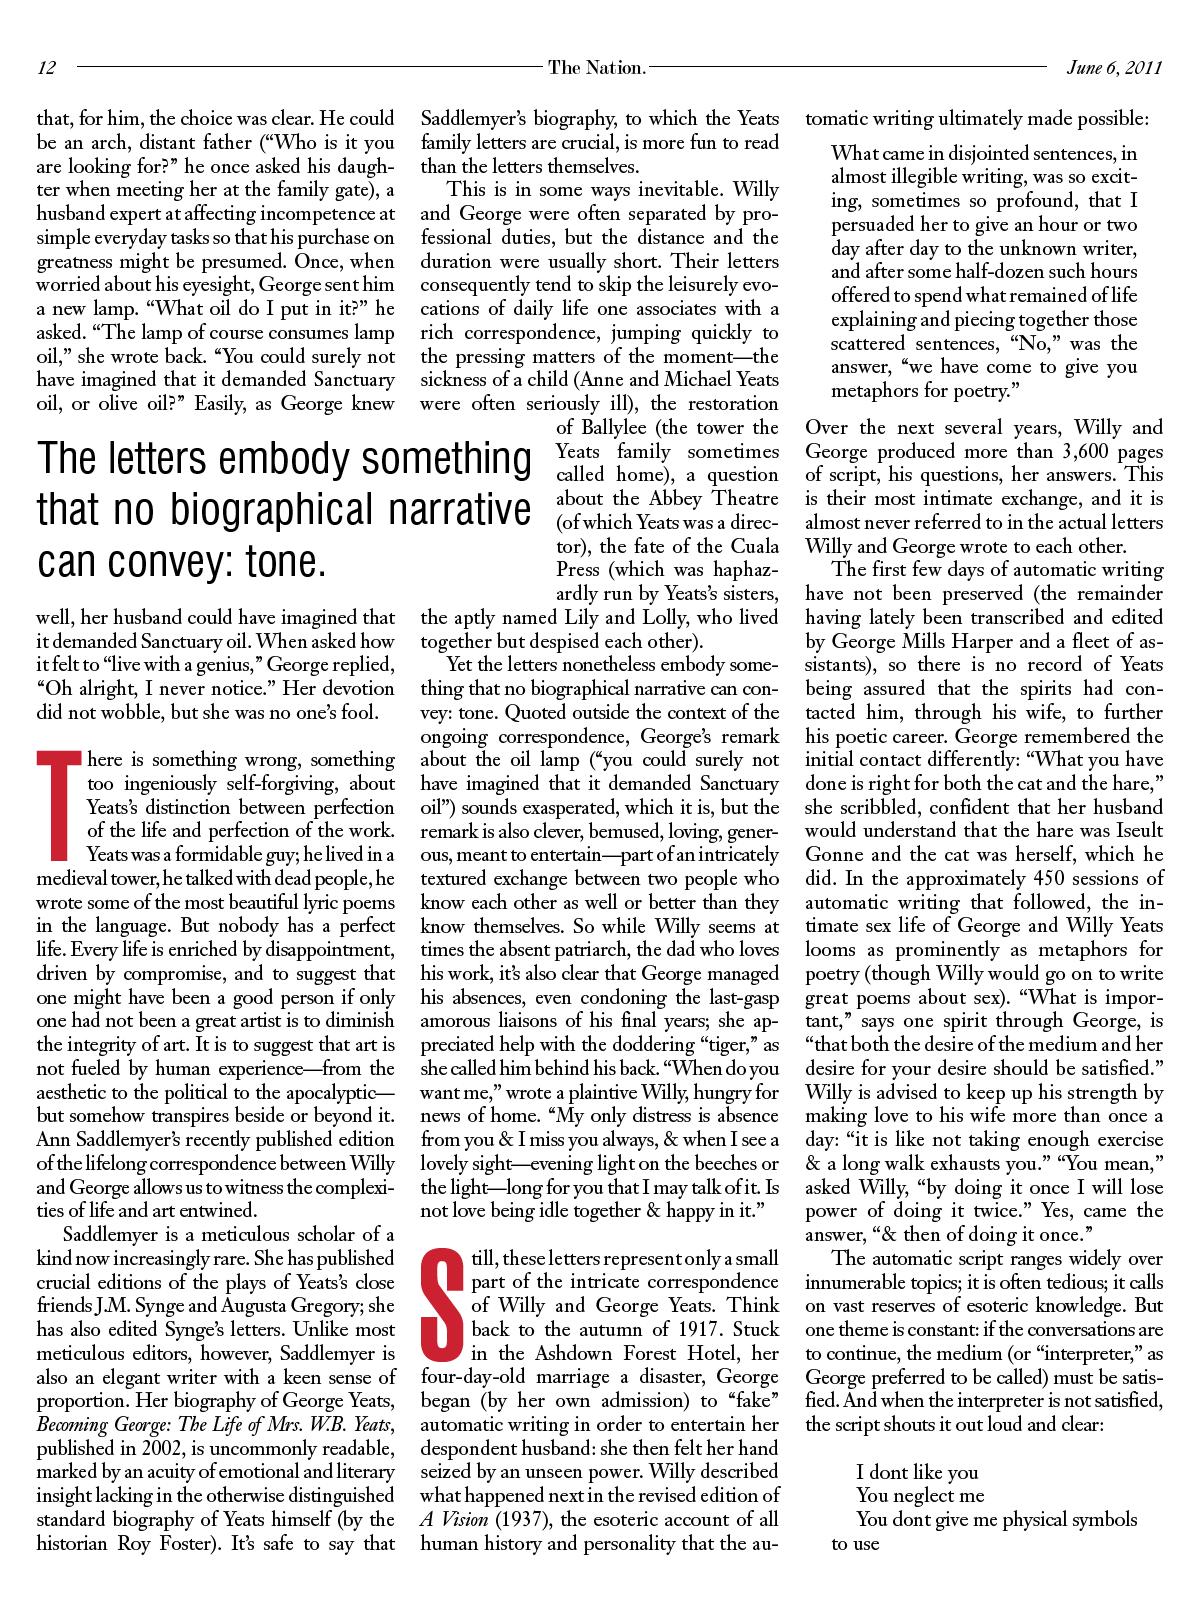 12
The Nation.
June 6, 2011
that, for him, the choice was clear. He could
be an arch, distant father (“Who is it you
are looking for?” he once asked his daugh-
ter when meeting her at the family gate), a
husband expert at affecting incompetence at
simple everyday tasks so that his purchase on
greatness might be presumed. Once, when
worried about his eyesight, George sent him
a new lamp. “What oil do I put in it?” he
asked. “The lamp of course consumes lamp
oil,” she wrote back. “You could surely not
have imagined that it demanded Sanctuary
oil, or olive oil?” Easily, as George knew
The letters embody something
that no biographical narrative
can convey: tone.
well, her husband could have imagined that
it demanded Sanctuary oil. When asked how
it felt to “live with a genius,” George replied,
“Oh alright, I never notice.” Her devotion
did not wobble, but she was no one’s fool.
There is something wrong, something
too ingeniously self-forgiving, about
Yeats’s distinction between perfection
of the life and perfection of the work.
Yeats was a formidable guy; he lived in a
medieval tower, he talked with dead people, he
wrote some of the most beautiful lyric poems
in the language. But nobody has a perfect
life. Every life is enriched by disappointment,
driven by compromise, and to suggest that
one might have been a good person if only
one had not been a great artist is to diminish
the integrity of art. It is to suggest that art is
not fueled by human experience—from the
aesthetic to the political to the apocalyptic—
but somehow transpires beside or beyond it.
Ann Saddlemyer’s recently published edition
of the lifelong correspondence between Willy
and George allows us to witness the complexi-
ties of life and art entwined.
Saddlemyer is a meticulous scholar of a
kind now increasingly rare. She has published
crucial editions of the plays of Yeats’s close
friends J.M. Synge and Augusta Gregory; she
has also edited Synge’s letters. Unlike most
meticulous editors, however, Saddlemyer is
also an elegant writer with a keen sense of
proportion. Her biography of George Yeats,
Becoming George: The Life of Mrs. W.B. Yeats,
published in 2002, is uncommonly readable,
marked by an acuity of emotional and literary
insight lacking in the otherwise distinguished
standard biography of Yeats himself (by the
historian Roy Foster). It’s safe to say that
Saddlemyer’s biography, to which the Yeats
family letters are crucial, is more fun to read
than the letters themselves.
This is in some ways inevitable. Willy
and George were often separated by pro-
fessional duties, but the distance and the
duration were usually short. Their letters
consequently tend to skip the leisurely evo-
cations of daily life one associates with a
rich correspondence, jumping quickly to
the pressing matters of the moment—the
sickness of a child (Anne and Michael Yeats
were often seriously ill), the restoration
of Ballylee (the tower the
Yeats family sometimes
called home), a question
about the Abbey Theatre
(of which Yeats was a direc-
tor), the fate of the Cuala
Press (which was haphaz-
ardly run by Yeats’s sisters,
the aptly named Lily and Lolly, who lived
together but despised each other).
Yet the letters nonetheless embody some-
thing that no biographical narrative can con-
vey: tone. Quoted outside the context of the
ongoing correspondence, George’s remark
about the oil lamp (“you could surely not
have imagined that it demanded Sanctuary
oil”) sounds exasperated, which it is, but the
remark is also clever, bemused, loving, gener-
ous, meant to entertain—part of an intricately
textured exchange between two people who
know each other as well or better than they
know themselves. So while Willy seems at
times the absent patriarch, the dad who loves
his work, it’s also clear that George managed
his absences, even condoning the last-gasp
amorous liaisons of his final years; she ap-
preciated help with the doddering “tiger,” as
she called him behind his back. “When do you
want me,” wrote a plaintive Willy, hungry for
news of home. “My only distress is absence
from you & I miss you always, & when I see a
lovely sight—evening light on the beeches or
the light—long for you that I may talk of it. Is
not love being idle together & happy in it.”
Still, these letters represent only a small
part of the intricate correspondence
of Willy and George Yeats. Think
back to the autumn of 1917. Stuck
in the Ashdown Forest Hotel, her
four-day-old marriage a disaster, George
began (by her own admission) to “fake”
automatic writing in order to entertain her
despondent husband: she then felt her hand
seized by an unseen power. Willy described
what happened next in the revised edition of
A Vision (1937), the esoteric account of all
human history and personality that the au-
tomatic writing ultimately made possible:
What came in disjointed sentences, in
almost illegible writing, was so excit-
ing, sometimes so profound, that I
persuaded her to give an hour or two
day after day to the unknown writer,
and after some half-dozen such hours
offered to spend what remained of life
explaining and piecing together those
scattered sentences, “No,” was the
answer, “we have come to give you
metaphors for poetry.”
Over the next several years, Willy and
George produced more than 3,600 pages
of script, his questions, her answers. This
is their most intimate exchange, and it is
almost never referred to in the actual letters
Willy and George wrote to each other.
The first few days of automatic writing
have not been preserved (the remainder
having lately been transcribed and edited
by George Mills Harper and a fleet of as-
sistants), so there is no record of Yeats
being assured that the spirits had con-
tacted him, through his wife, to further
his poetic career. George remembered the
initial contact differently: “What you have
done is right for both the cat and the hare,”
she scribbled, confident that her husband
would understand that the hare was Iseult
Gonne and the cat was herself, which he
did. In the approximately 450 sessions of
automatic writing that followed, the in-
timate sex life of George and Willy Yeats
looms as prominently as metaphors for
poetry (though Willy would go on to write
great poems about sex). “What is impor-
tant,” says one spirit through George, is
“that both the desire of the medium and her
desire for your desire should be satisfied.”
Willy is advised to keep up his strength by
making love to his wife more than once a
day: “it is like not taking enough exercise
& a long walk exhausts you.” “You mean,”
asked Willy, “by doing it once I will lose
power of doing it twice.” Yes, came the
answer, “& then of doing it once.”
The automatic script ranges widely over
innumerable topics; it is often tedious; it calls
on vast reserves of esoteric knowledge. But
one theme is constant: if the conversations are
to continue, the medium (or “interpreter,” as
George preferred to be called) must be satis-
fied. And when the interpreter is not satisfied,
the script shouts it out loud and clear:
I dont like you
You neglect me
You dont give me physical symbols
to use